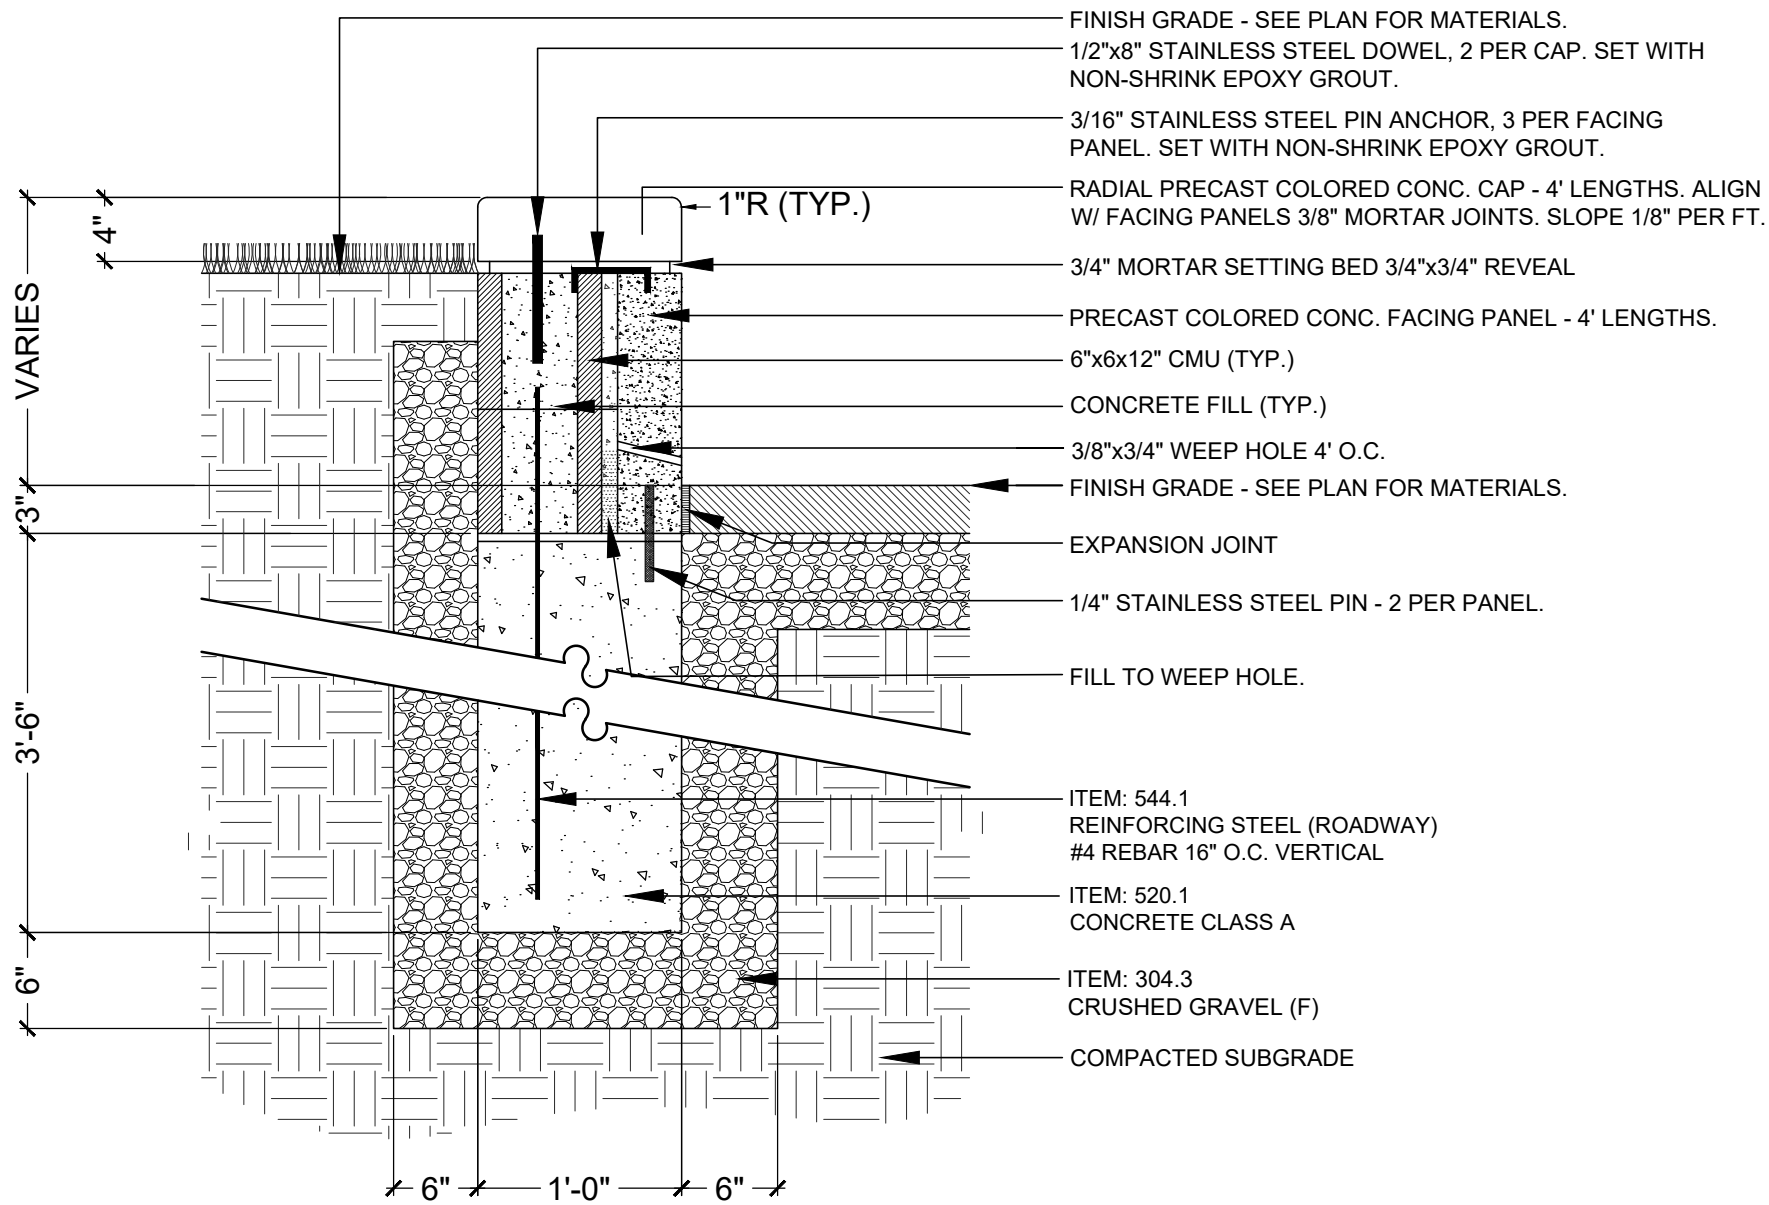 FINISH GRADE - SEE PLAN FOR MATERIALS.
1/2"x8" STAINLESS STEEL DOWEL, 2 PER CAP. SET WITH
NON-SHRINK EPOXY GROUT.
3/16" STAINLESS STEEL PIN ANCHOR, 3 PER FACING
PANEL. SET WITH NON-SHRINK EPOXY GROUT.
RADIAL PRECAST COLORED CONC. CAP - 4' LENGTHS. ALIGN
W/ FACING PANELS 3/8" MORTAR JOINTS. SLOPE 1/8" PER FT.
1"R (TYP.)
4"
3/4" MORTAR SETTING BED 3/4"x3/4" REVEAL
VARIES
PRECAST COLORED CONC. FACING PANEL - 4' LENGTHS.
6"x6x12" CMU (TYP.)
CONCRETE FILL (TYP.)
3/8"x3/4" WEEP HOLE 4' O.C.
FINISH GRADE - SEE PLAN FOR MATERIALS.
3"
EXPANSION JOINT
1/4" STAINLESS STEEL PIN - 2 PER PANEL.
FILL TO WEEP HOLE.
3'-6"
ITEM: 544.1
REINFORCING STEEL (ROADWAY)
#4 REBAR 16" O.C. VERTICAL
ITEM: 520.1
CONCRETE CLASS A
6"
ITEM: 304.3
CRUSHED GRAVEL (F)
COMPACTED SUBGRADE
6"
1'-0"
6"